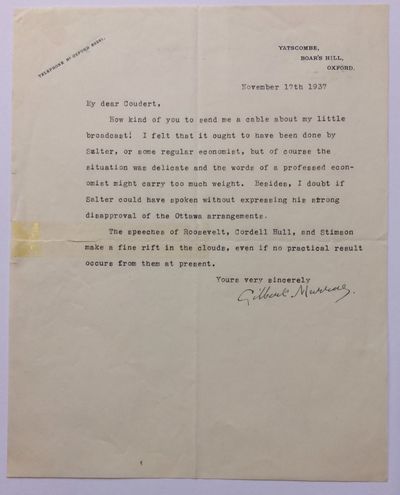 TELEPHONE No OXFORD
YATSCOMBE,
BOAR'S HILL,
OXFORD.
November 17th 1937
My dear Coudert,
How kind of you to send me a cable about my little
broadcast! I felt that it ought to have been done by
Salter, or some regular economist, but of course the
situation was delicate and the words of a professed econ-
omist might carry too much weight. Besides, I doubt if
Salter could have spoken without expressing his strong
disapproval of the Ottawa arrangements.
The speeches of Roosevelt, Cordell Hull, and Stimson
make a fine rift in the clouds, even if no practical result
occurs from them at present.
Yours very sincerely
Gilbert Murray.